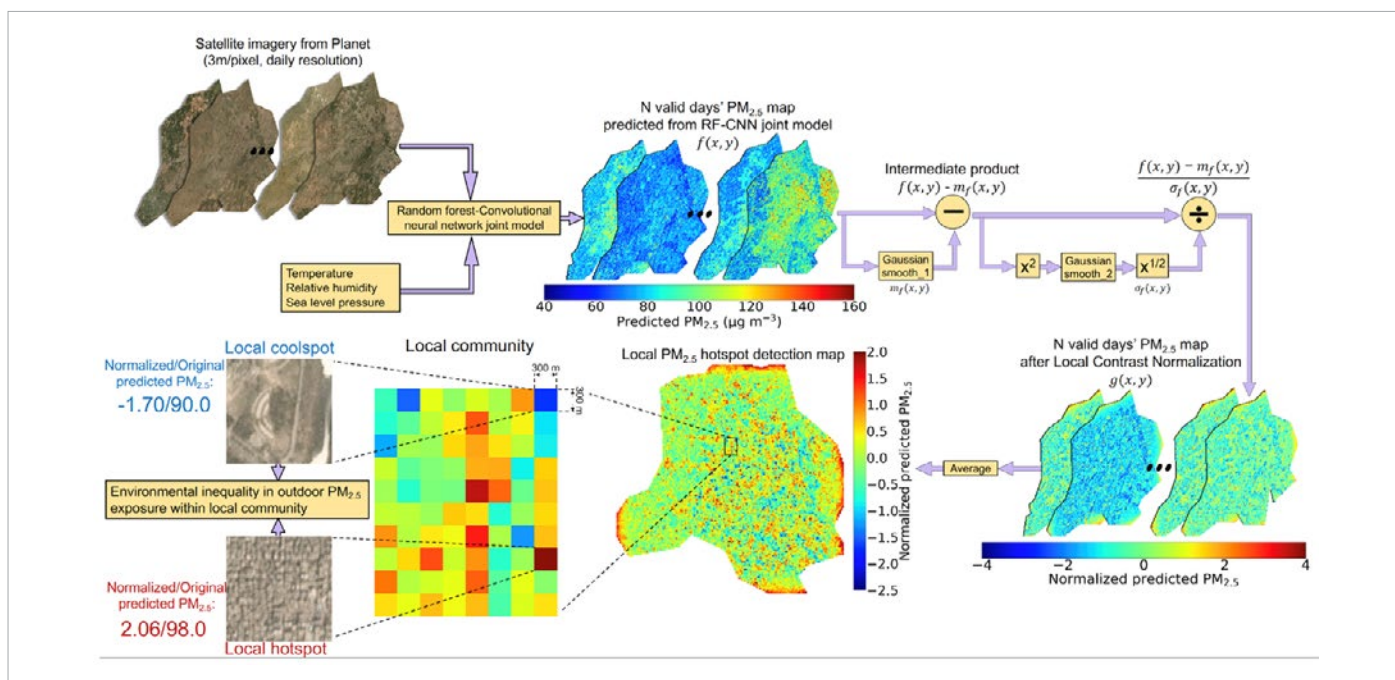 Satellite imagery from Planet
(3m/pixel, daily resolution)
N valid days' PM2.5 map
predicted from RF-CNN joint model
f(x, y)
Random forest-Convolutional
neural network joint model
Temperature
Relative humidity
Sea level pressure
40 60 80 100 120 140 160
Predicted PM2.5 (μg m⁻³)
Intermediate product
f(x, y) - m_f(x, y)
−
Gaussian
smooth_1
m_f(x, y)
X²
Gaussian
smooth_2
X^1/2
σ_f(x, y)
f(x, y) − m_f(x, y)
σ_f(x, y)
÷
N valid days' PM2.5 map
after Local Contrast Normalization
g(x, y)
−4 −2 0 2 4
Normalized predicted PM2.5
Average
Local PM2.5 hotspot detection map
2.0
1.5
1.0
0.5
0.0
−0.5
−1.0
−1.5
−2.0
−2.5
Normalized predicted PM2.5
Local community
300 m
300 m
Local coolspot
Normalized/Original
predicted PM2.5:
-1.70/90.0
Environmental inequality in outdoor PM2.5
exposure within local community
Normalized/Original
predicted PM2.5:
2.06/98.0
Local hotspot